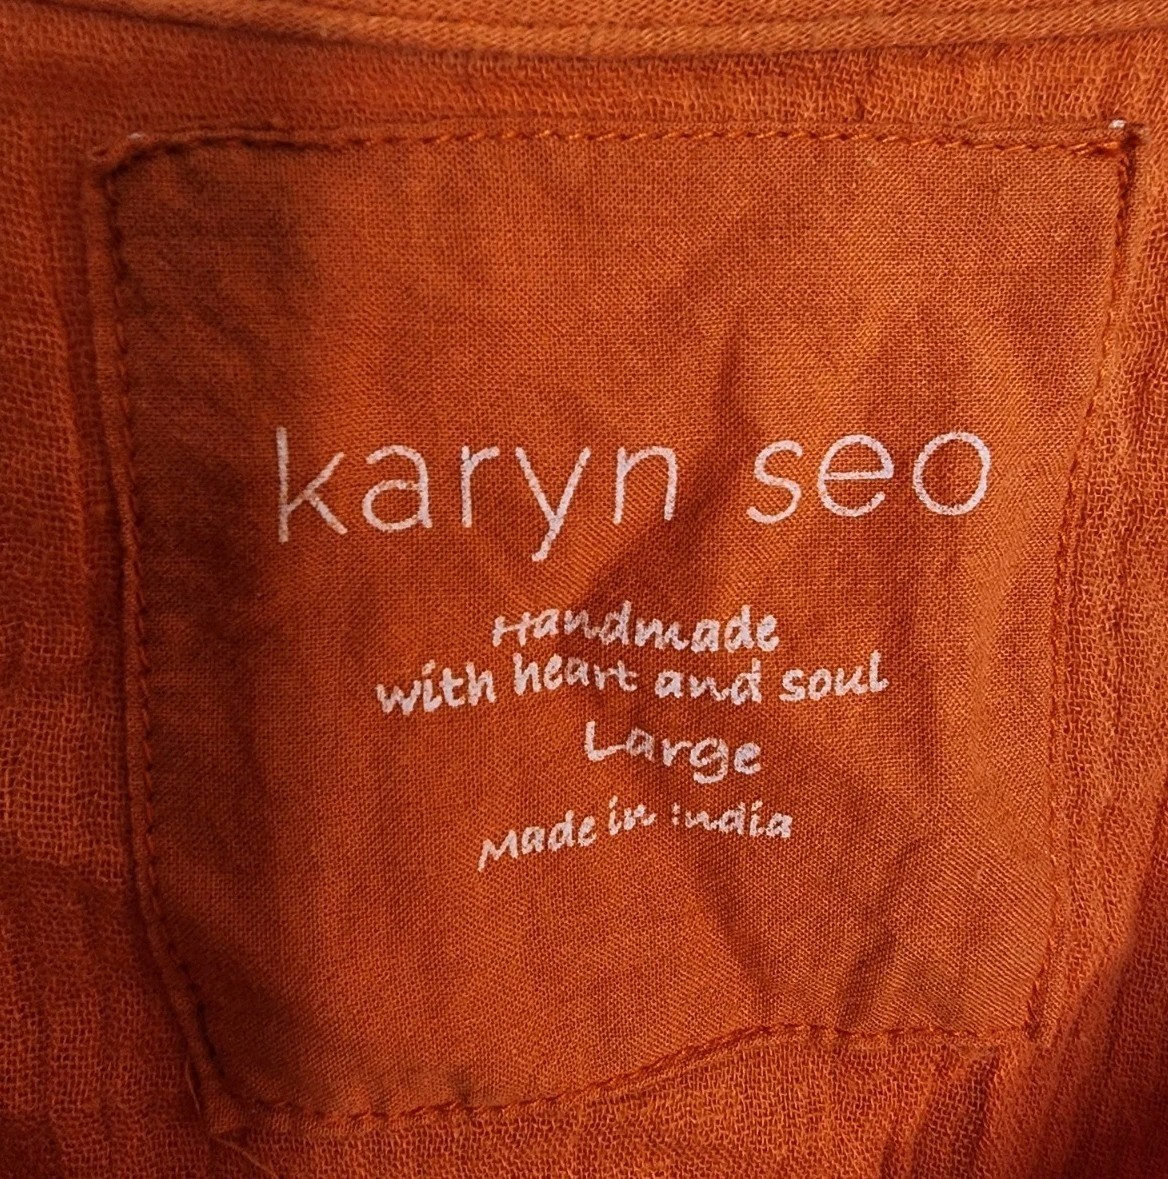 karyn seo
Handmade
with heart and soul
Large
Made in India